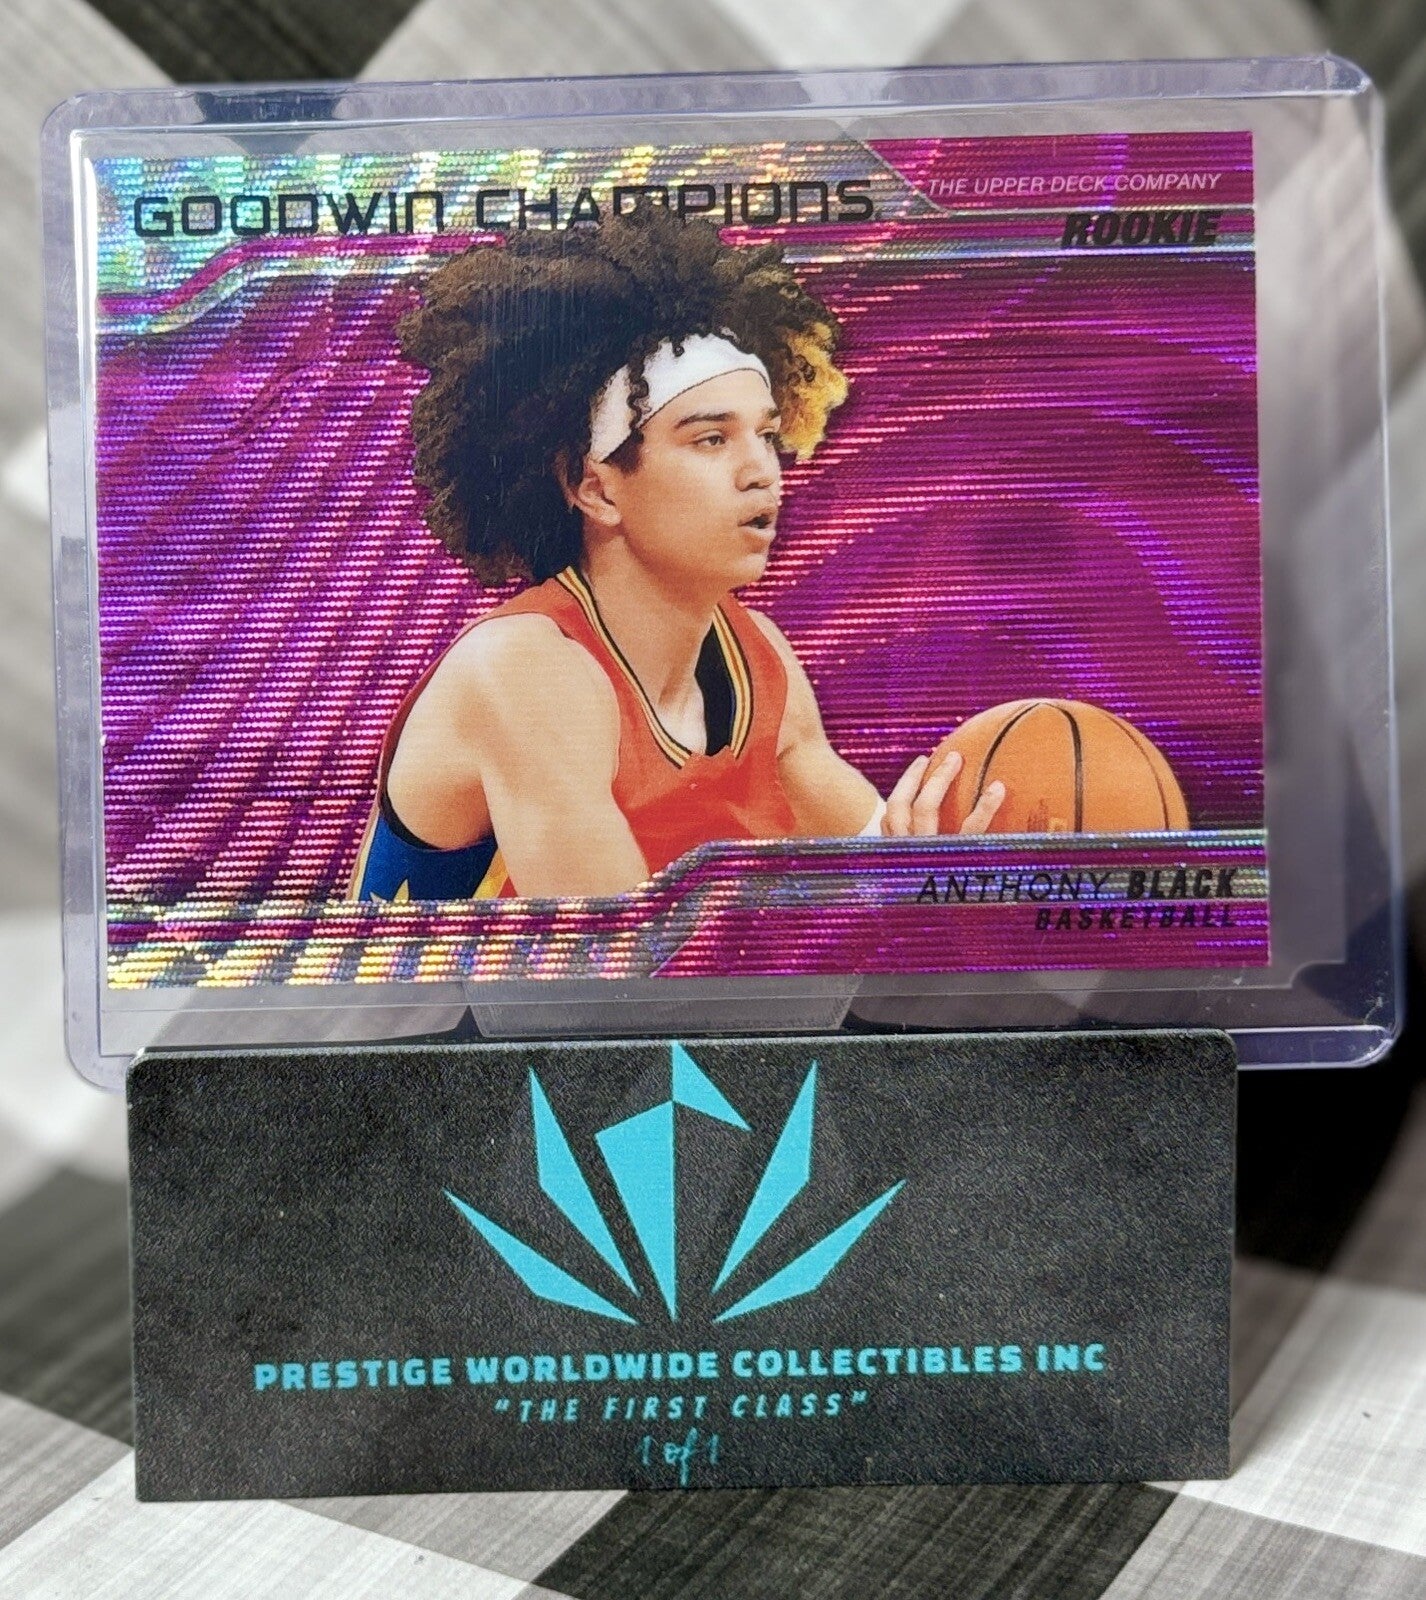 GOODWIN CHAMPIONS
THE UPPER DECK COMPANY
ROOKIE
ANTHONY BLACK
BASKETBALL
PRESTIGE WORLDWIDE COLLECTIBLES INC
"THE FIRST CLASS"
1 of 1